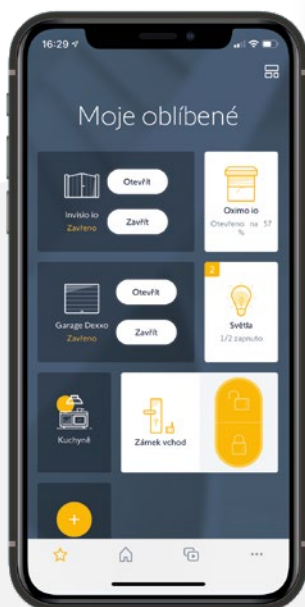 16:29
Moje oblíbené
Invisio io
Zavřeno
Otevřít
Zavřít
Oximo io
Otevřeno na 57
%
Garage Dexxo
Zavřeno
Otevřít
Zavřít
2
Světla
1/2 zapnuto
Kuchyně
Zámek vchod